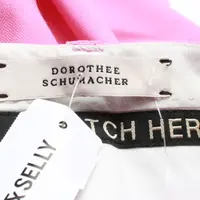 DOROTHEE
SCHUMACHER
TCH HER
& SELLY